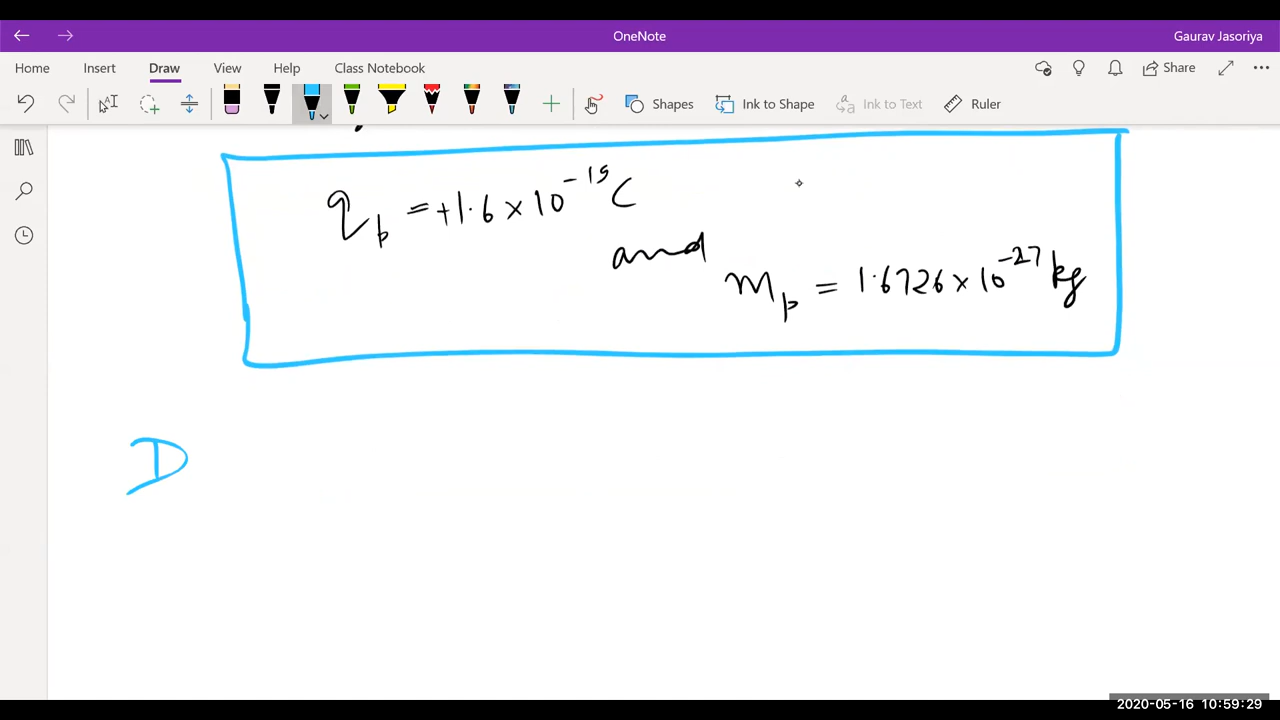 OneNote
Gaurav Jasoriya
Home Insert Draw View Help Class Notebook
Share
Shapes Ink to Shape Ink to Text Ruler
q_p = +1.6 × 10^-19 C
and
m_p = 1.6726 × 10^-27 kg
D
2020-05-16 10:59:29